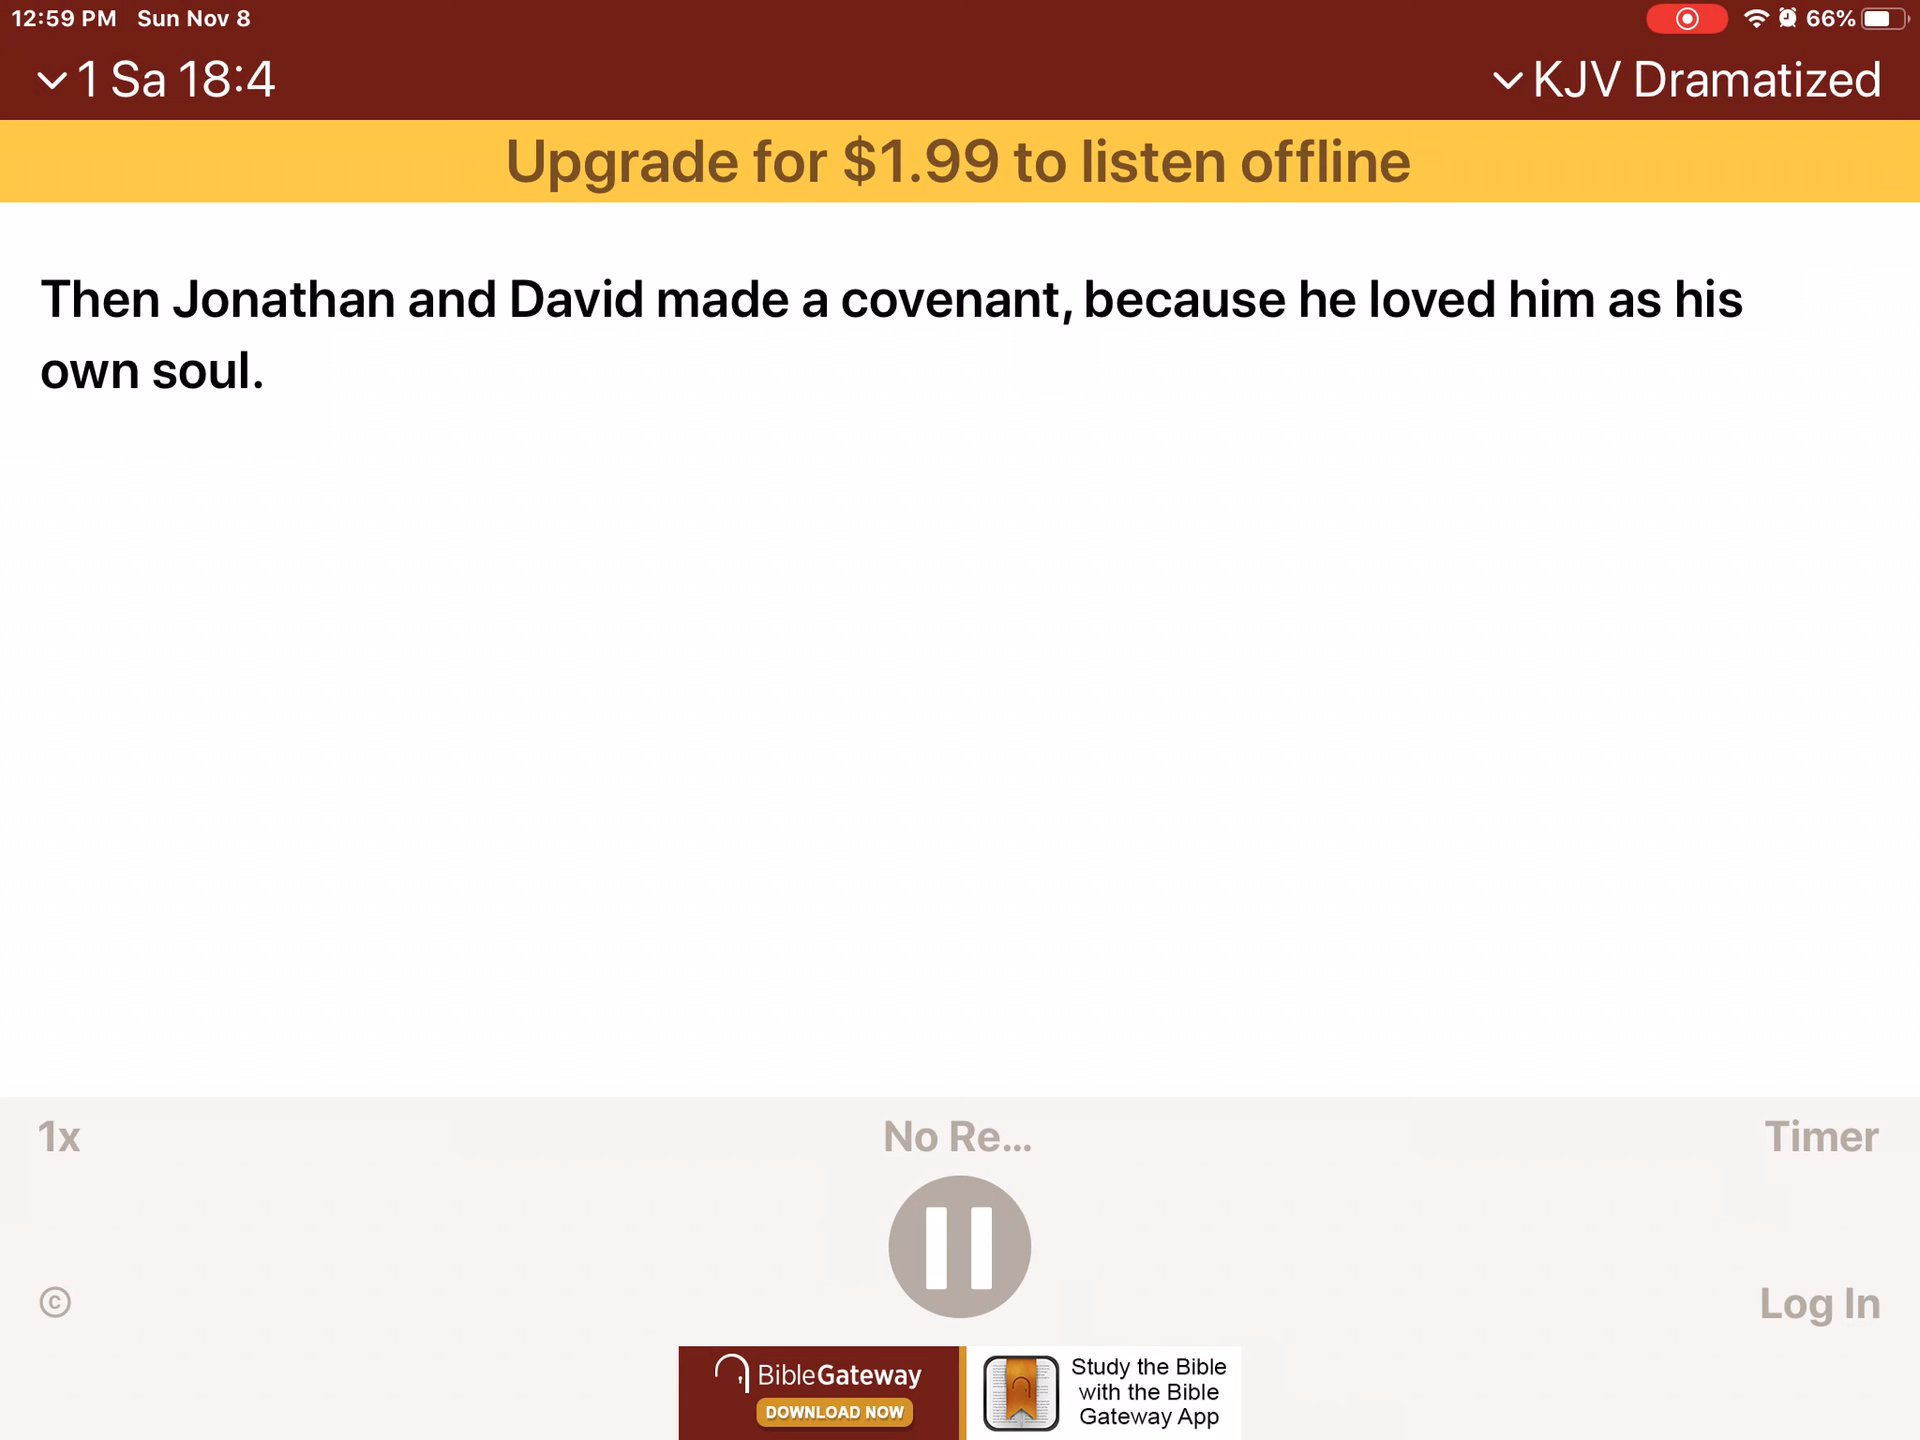 12:59 PM Sun Nov 8
66%
1 Sa 18:4
KJV Dramatized
Upgrade for $1.99 to listen offline
Then Jonathan and David made a covenant, because he loved him as his
own soul.
1x
No Re...
Timer
©
Log In
BibleGateway
DOWNLOAD NOW
Study the Bible
with the Bible
Gateway App